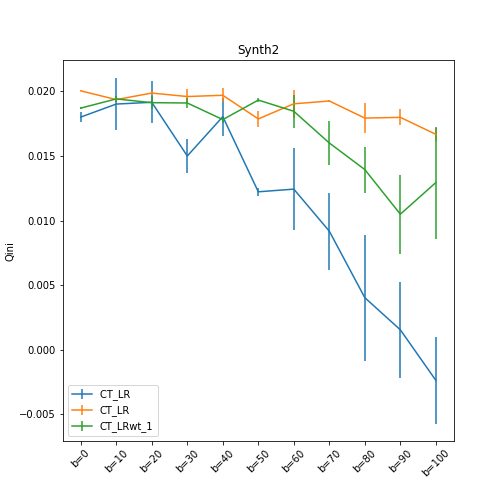 Synth2
Qini
0.020
0.015
0.010
0.005
0.000
−0.005
CT_LR
CT_LR
CT_LRwt_1
b=0
b=10
b=20
b=30
b=40
b=50
b=60
b=70
b=80
b=90
b=100